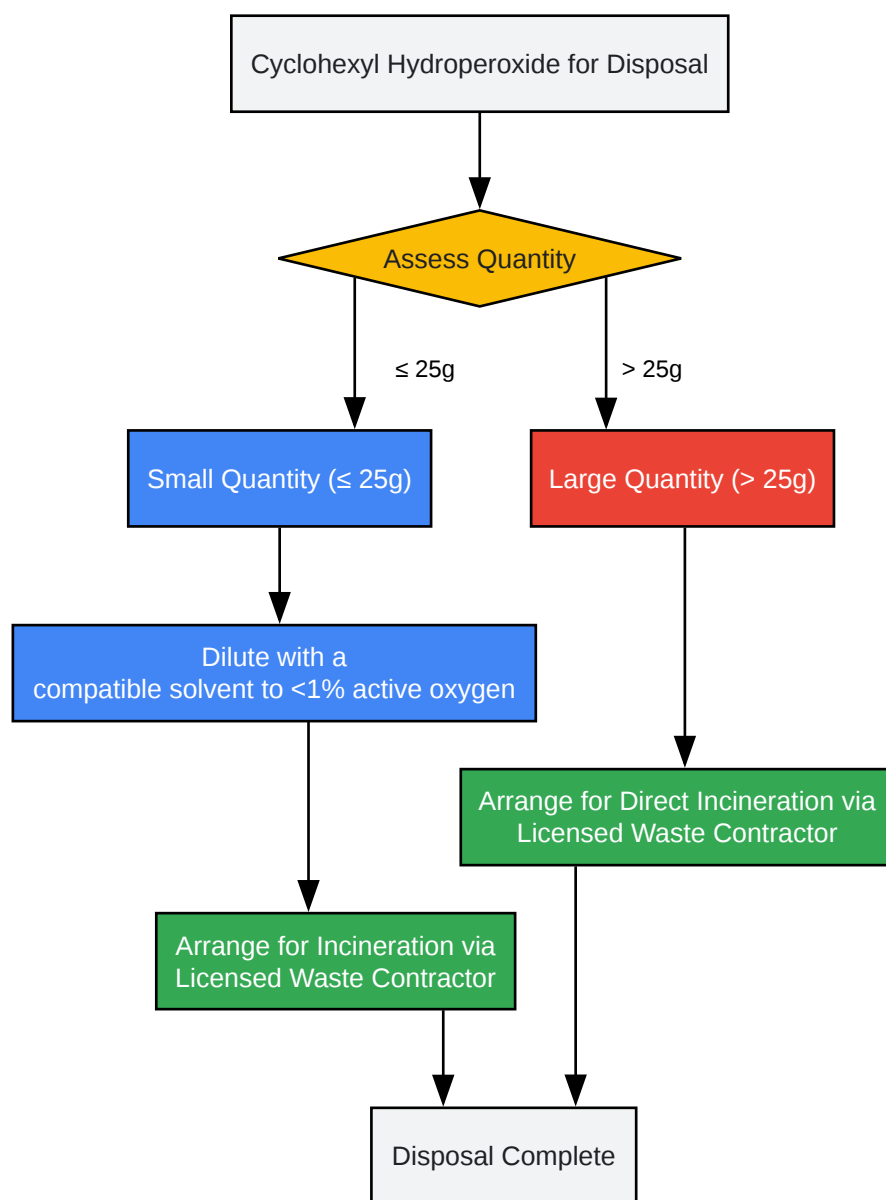 Cyclohexyl Hydroperoxide for Disposal
Assess Quantity
≤ 25g
> 25g
Small Quantity (≤ 25g)
Large Quantity (> 25g)
Dilute with a
compatible solvent to <1% active oxygen
Arrange for Direct Incineration via
Licensed Waste Contractor
Arrange for Incineration via
Licensed Waste Contractor
Disposal Complete